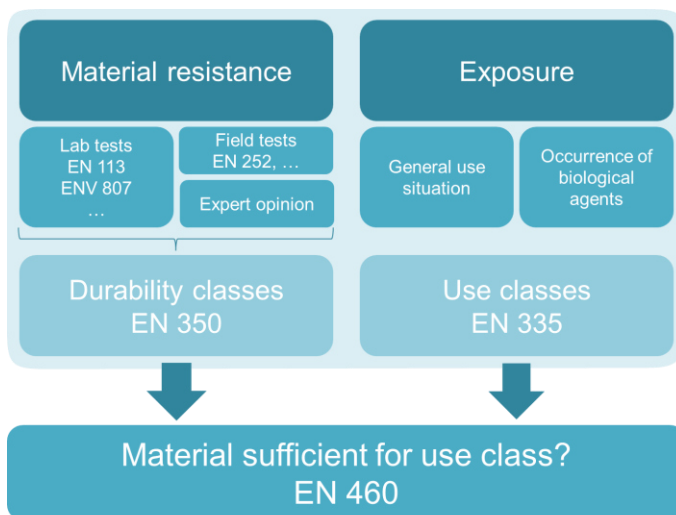 Material resistance
Exposure
Lab tests
EN 113
ENV 807
...
Field tests
EN 252, ...
Expert opinion
General use
situation
Occurrence of
biological
agents
Durability classes
EN 350
Use classes
EN 335
Material sufficient for use class?
EN 460